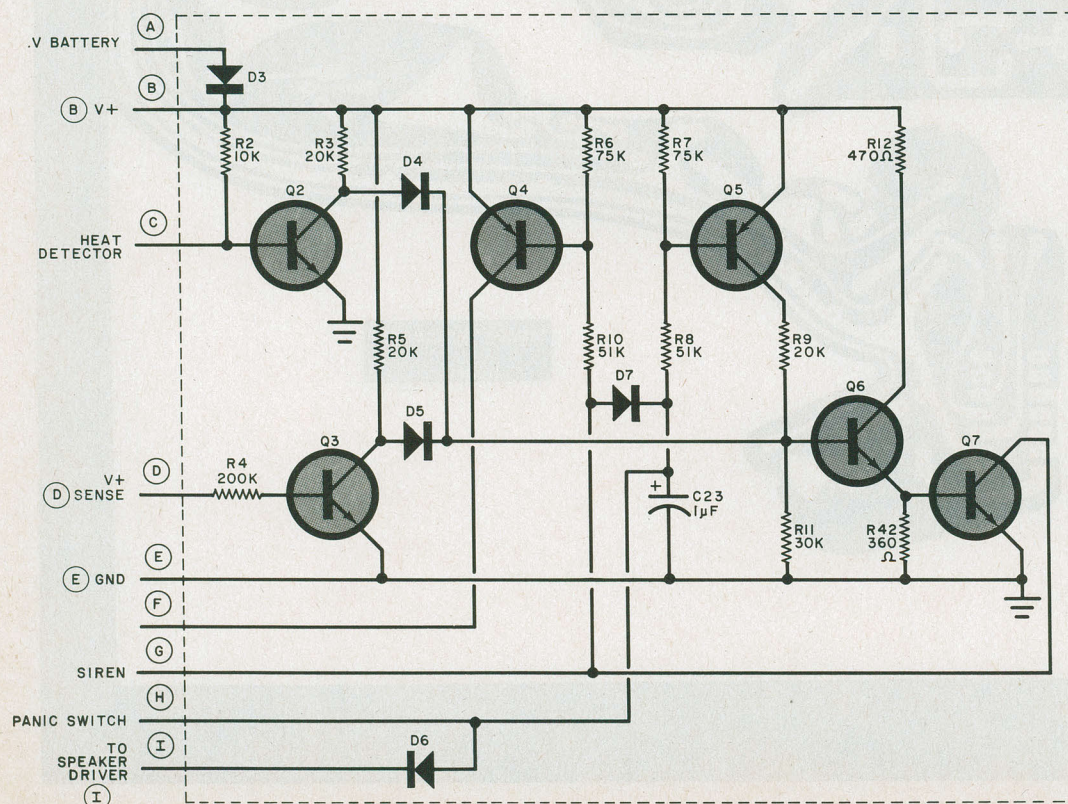 A
.V BATTERY
D3
B V+
B
R2
10K
R3
20K
D4
R6
75K
R7
75K
R12
470Ω
Q2
Q4
Q5
C
HEAT
DETECTOR
R5
20K
R10
51K
R8
51K
R9
20K
D7
Q6
D5
Q3
Q7
R4
200K
V+
D SENSE
D
+
C23
1µF
R11
30K
R42
360
Ω
E GND
E
F
SIREN
G
PANIC SWITCH
H
TO
SPEAKER
DRIVER
I
I
D6